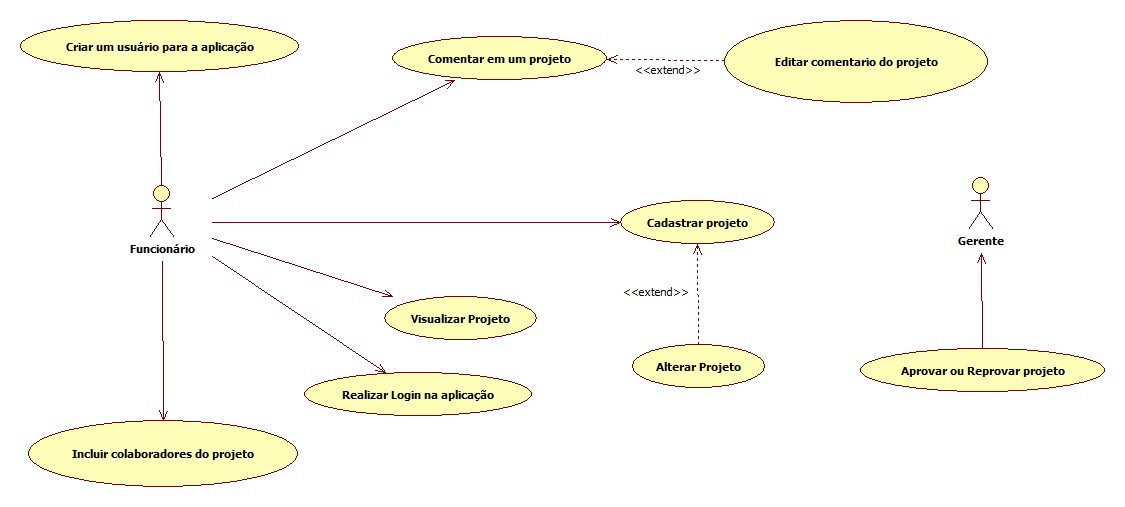 Criar um usuário para a aplicação
Comentar em um projeto
Editar comentario do projeto
<<extend>>
Funcionário
Cadastrar projeto
Gerente
<<extend>>
Visualizar Projeto
Alterar Projeto
Aprovar ou Reprovar projeto
Realizar Login na aplicação
Incluir colaboradores do projeto